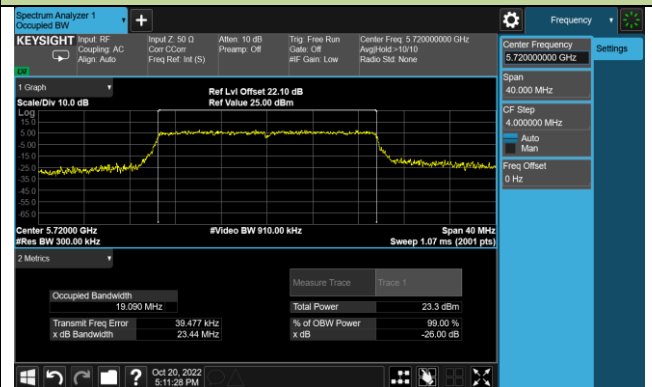 Spectrum Analyzer 1
Occupied BW
Frequency
KEYSIGHT
Input: RF
Coupling: AC
Align: Auto
Input Z: 50 Ω
Corr CCorr
Freq Ref: Int (S)
Atten: 10 dB
Preamp: Off
Trig: Free Run
Gate: Off
#IF Gain: Low
Center Freq: 5.720000000 GHz
Avg|Hold:>10/10
Radio Std: None
Center Frequency
5.720000000 GHz
Settings
Span
40.000 MHz
CF Step
4.000000 MHz
Auto
Man
Freq Offset
0 Hz
1 Graph
Scale/Div 10.0 dB
Ref Lvl Offset 22.10 dB
Ref Value 25.00 dBm
Log
15.0
5.00
-5.00
-15.0
-25.0
-35.0
-45.0
-55.0
-65.0
Center 5.72000 GHz
#Res BW 300.00 kHz
#Video BW 910.00 kHz
Span 40 MHz
Sweep 1.07 ms (2001 pts)
2 Metrics
Measure Trace
Trace 1
Occupied Bandwidth
19.090 MHz
Total Power
23.3 dBm
Transmit Freq Error
39.477 kHz
% of OBW Power
99.00 %
x dB Bandwidth
23.44 MHz
x dB
-26.00 dB
?
Oct 20, 2022
5:11:28 PM